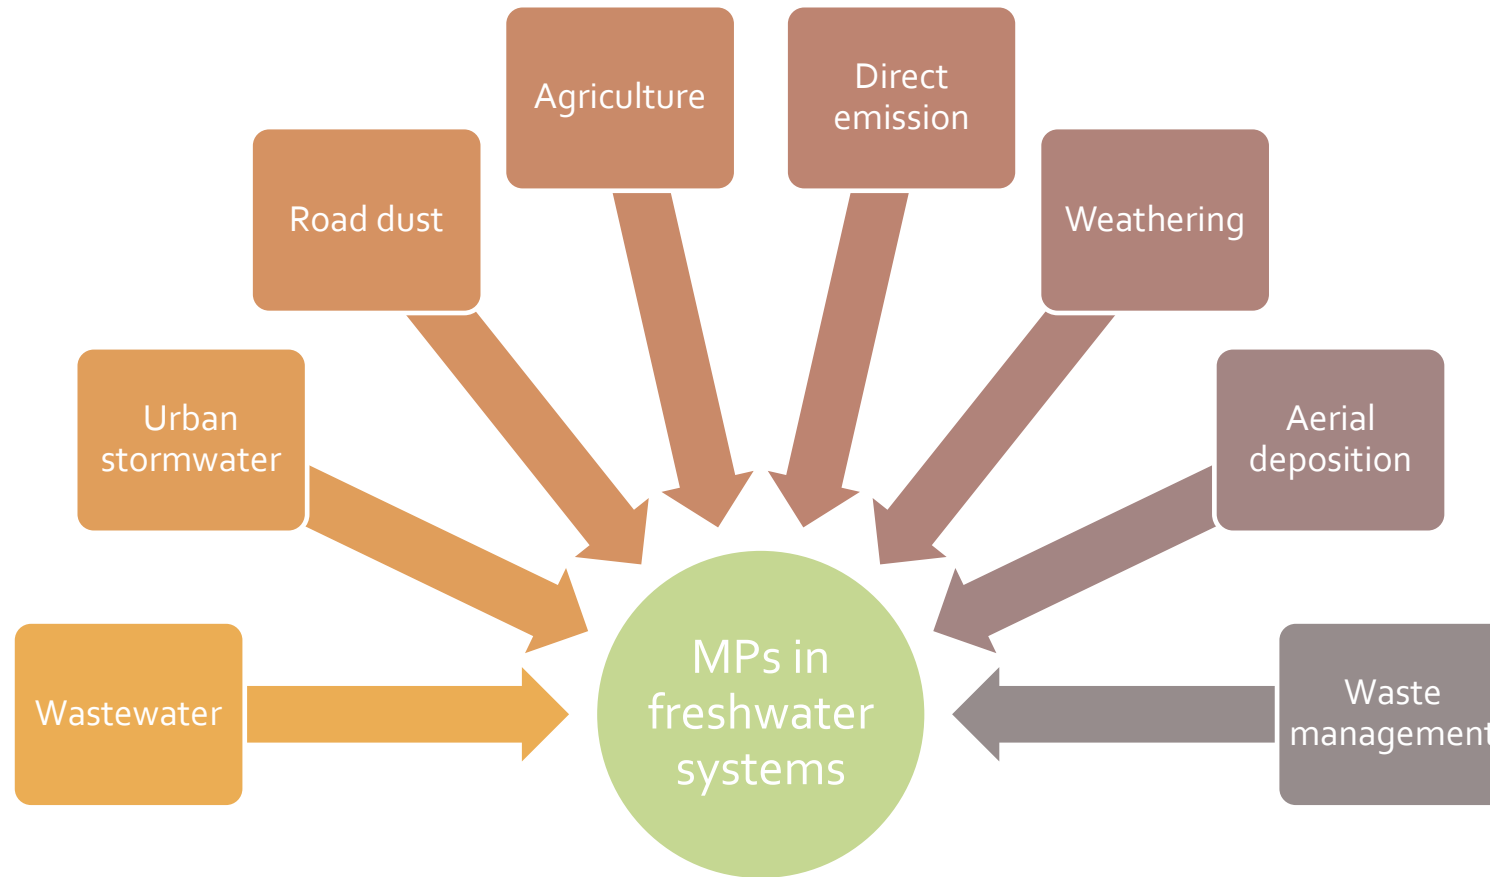 Agriculture
Direct
emission
Road dust
Weathering
Urban
stormwater
Aerial
deposition
Wastewater
MPs in
freshwater
systems
Waste
management